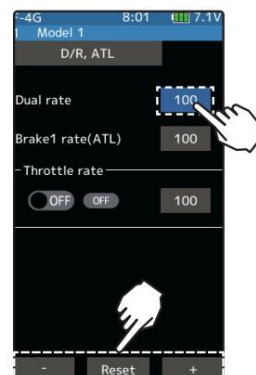 F-4G 8:01 7.1V
1 Model 1
D/R, ATL
Dual rate 100
Brake1 rate(ATL) 100
Throttle rate
OFF OFF 100
- Reset +